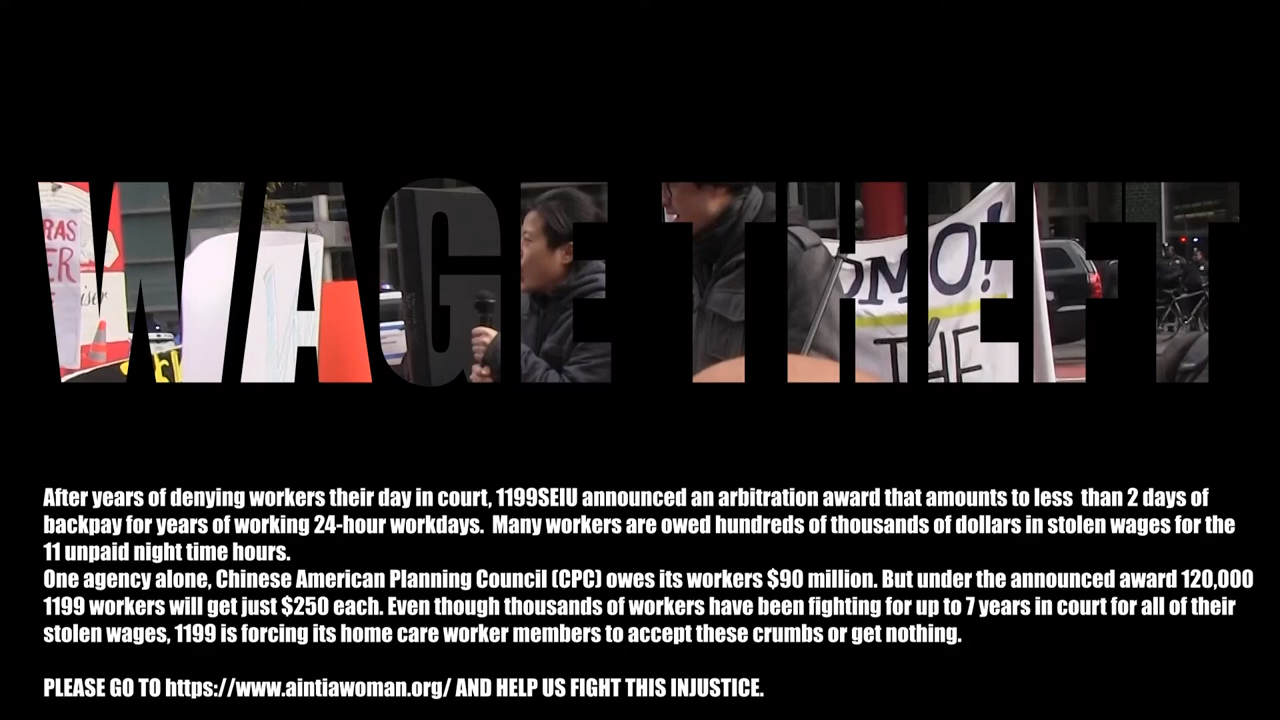 WAGE THEFT
RAS
ER
iser
OMO!
THE
After years of denying workers their day in court, 1199SEIU announced an arbitration award that amounts to less than 2 days of
backpay for years of working 24-hour workdays. Many workers are owed hundreds of thousands of dollars in stolen wages for the
11 unpaid night time hours.
One agency alone, Chinese American Planning Council (CPC) owes its workers $90 million. But under the announced award 120,000
1199 workers will get just $250 each. Even though thousands of workers have been fighting for up to 7 years in court for all of their
stolen wages, 1199 is forcing its home care worker members to accept these crumbs or get nothing.
PLEASE GO TO https://www.aintiawoman.org/ AND HELP US FIGHT THIS INJUSTICE.